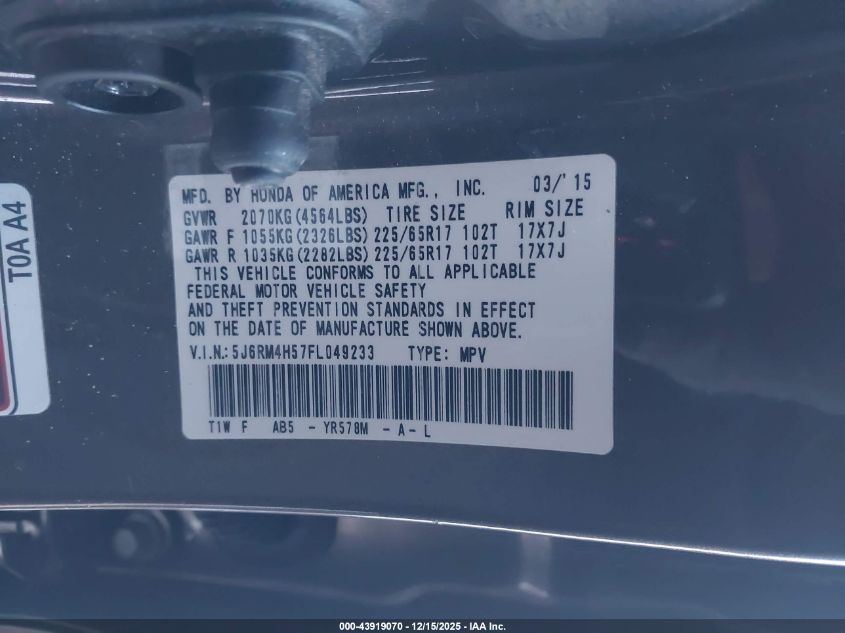 MFD. BY HONDA OF AMERICA MFG., INC. 03/'15
GVWR 2070KG(4564LBS) TIRE SIZE RIM SIZE
GAWR F 1055KG(2326LBS) 225/65R17 102T 17X7J
GAWR R 1035KG(2282LBS) 225/65R17 102T 17X7J
THIS VEHICLE CONFORMS TO ALL APPLICABLE
FEDERAL MOTOR VEHICLE SAFETY
AND THEFT PREVENTION STANDARDS IN EFFECT
ON THE DATE OF MANUFACTURE SHOWN ABOVE.
V.I.N.:5J6RM4H57FL049233 TYPE: MPV
T1W F AB5 - YR578M - A - L
T0A A4
000-43919070 - 12/15/2025 - IAA Inc.